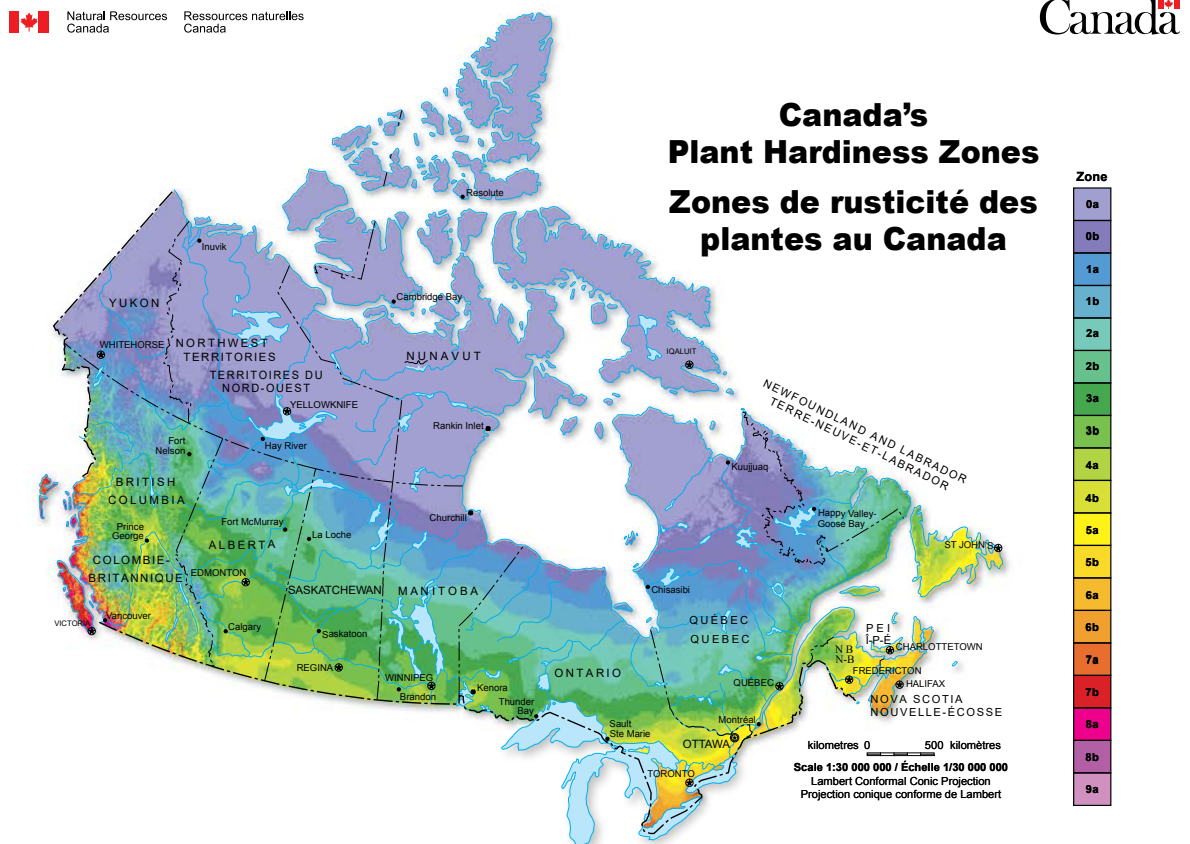 Natural Resources Ressources naturelles
Canada Canada
Canada
Canada's
Plant Hardiness Zones
Zones de rusticité des
plantes au Canada
Zone
0a
0b
1a
1b
2a
2b
3a
3b
4a
4b
5a
5b
6a
6b
7a
7b
8a
8b
9a
Resolute
Inuvik
Cambridge Bay
YUKON
WHITEHORSE
NORTHWEST
TERRITORIES
TERRITOIRES DU
NORD-OUEST
NUNAVUT
IQALUIT
YELLOWKNIFE
Rankin Inlet
Hay River
Fort
Nelson
NEWFOUNDLAND AND LABRADOR
TERRE-NEUVE-ET-LABRADOR
Kuujjuaq
BRITISH
COLUMBIA
Churchill
Happy Valley-
Goose Bay
Fort McMurray
Prince
George
La Loche
ALBERTA
ST JOHN'S
COLOMBIE-
BRITANNIQUE
EDMONTON
SASKATCHEWAN
MANITOBA
Chisasibi
VICTORIA
Vancouver
Calgary
Saskatoon
QUÉBEC
QUEBEC
PEI
ÎPÉ
CHARLOTTETOWN
NB
N-B
FREDERICTON
HALIFAX
NOVA SCOTIA
NOUVELLE-ÉCOSSE
REGINA
WINNIPEG
Brandon
Kenora
ONTARIO
QUÉBEC
Thunder
Bay
Sault
Ste Marie
Montréal
OTTAWA
TORONTO
kilometres 0 500 kilomètres
Scale 1:30 000 000 / Échelle 1/30 000 000
Lambert Conformal Conic Projection
Projection conique conforme de Lambert